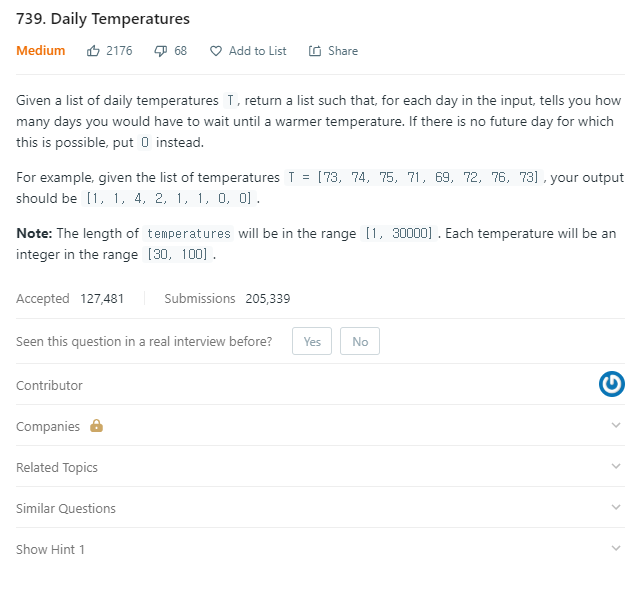 739. Daily Temperatures
Medium 2176 68 Add to List Share
Given a list of daily temperatures T, return a list such that, for each day in the input, tells you how
many days you would have to wait until a warmer temperature. If there is no future day for which
this is possible, put 0 instead.
For example, given the list of temperatures T = [73, 74, 75, 71, 69, 72, 76, 73], your output
should be [1, 1, 4, 2, 1, 1, 0, 0].
Note: The length of temperatures will be in the range [1, 30000]. Each temperature will be an
integer in the range [30, 100].
Accepted 127,481 Submissions 205,339
Seen this question in a real interview before? Yes No
Contributor
Companies
Related Topics
Similar Questions
Show Hint 1